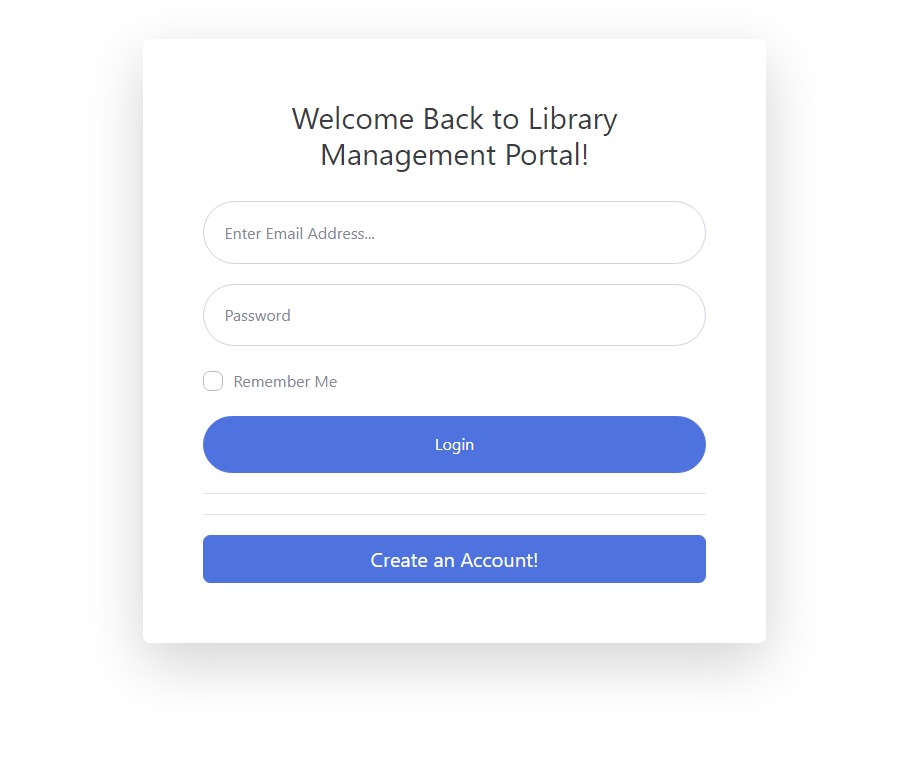 Welcome Back to Library
Management Portal!
Enter Email Address...
Password
Remember Me
Login
Create an Account!